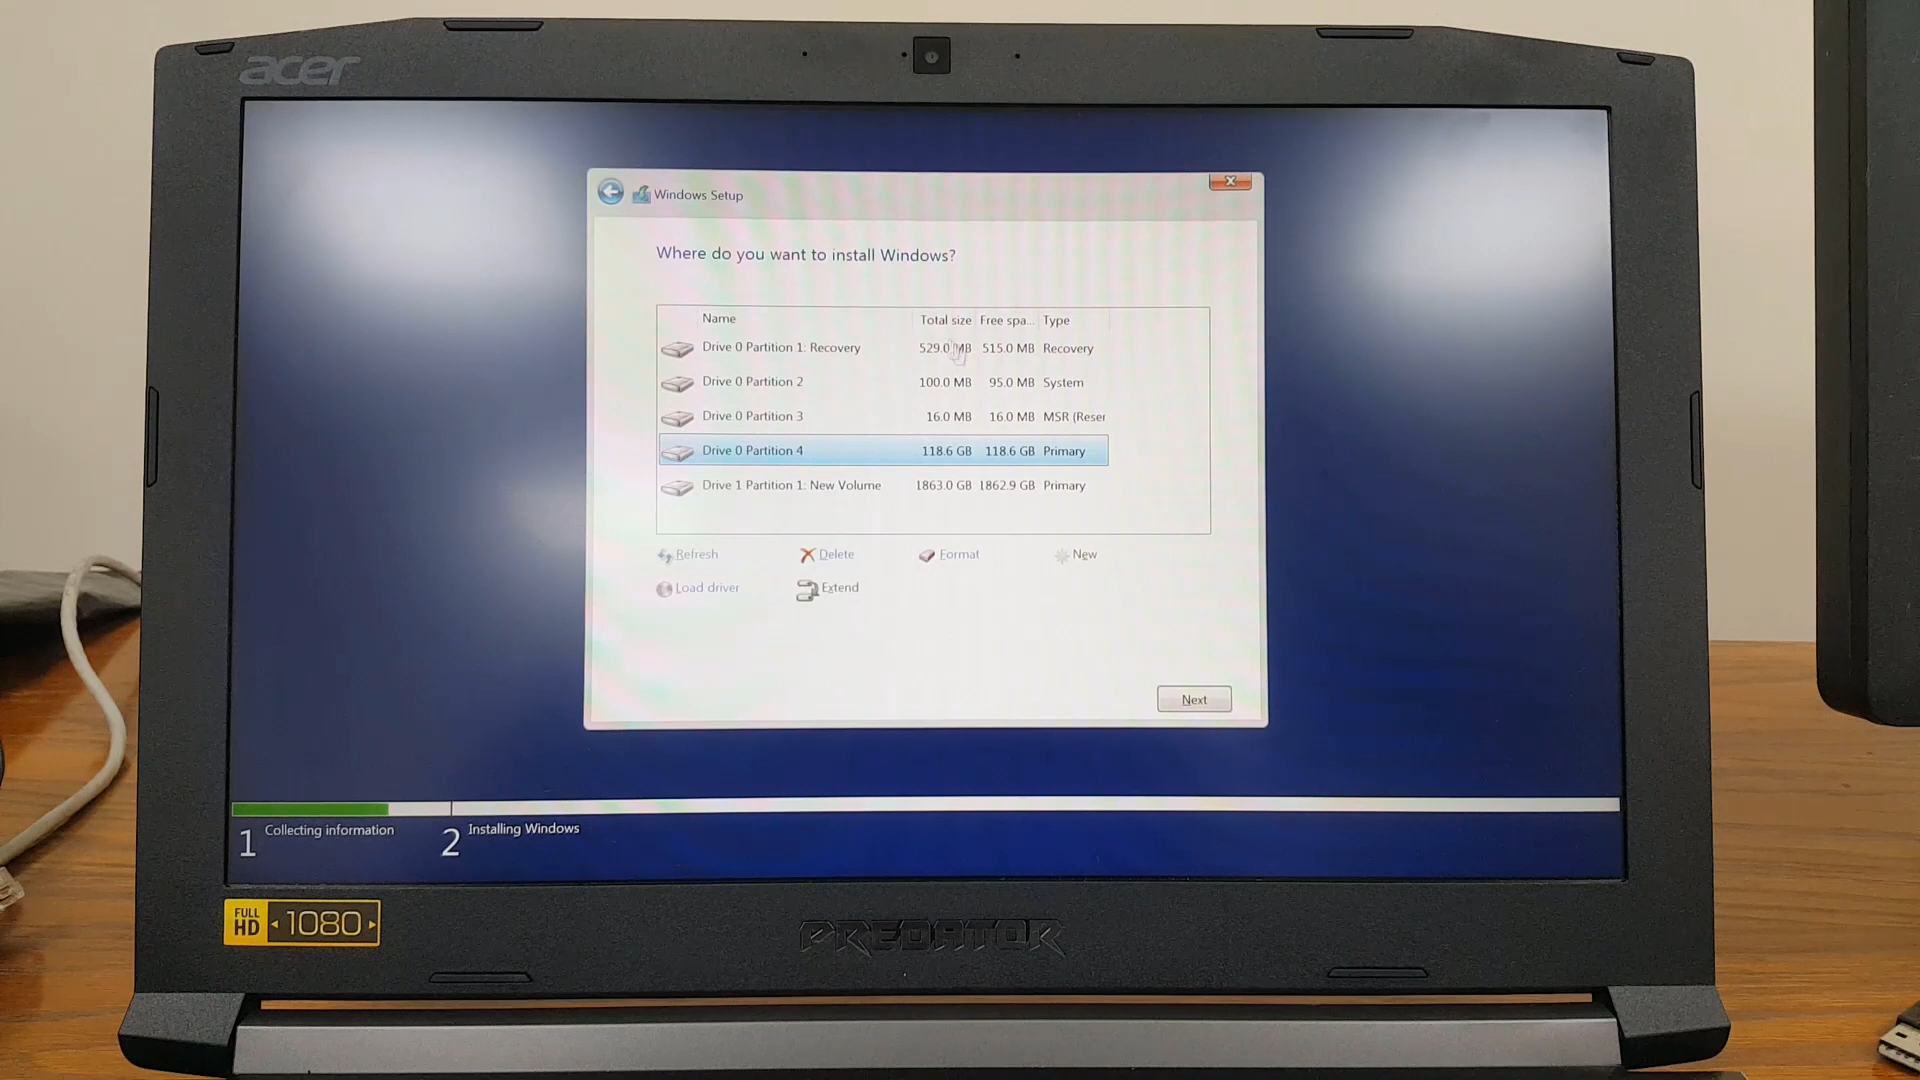 acer
Windows Setup
Where do you want to install Windows?
Name Total size Free spa... Type
Drive 0 Partition 1: Recovery 529.0 MB 515.0 MB Recovery
Drive 0 Partition 2 100.0 MB 95.0 MB System
Drive 0 Partition 3 16.0 MB 16.0 MB MSR (Reser
Drive 0 Partition 4 118.6 GB 118.6 GB Primary
Drive 1 Partition 1: New Volume 1863.0 GB 1862.9 GB Primary
Refresh Delete Format New
Load driver Extend
Next
1 Collecting information 2 Installing Windows
FULL HD 1080
PREDATOR